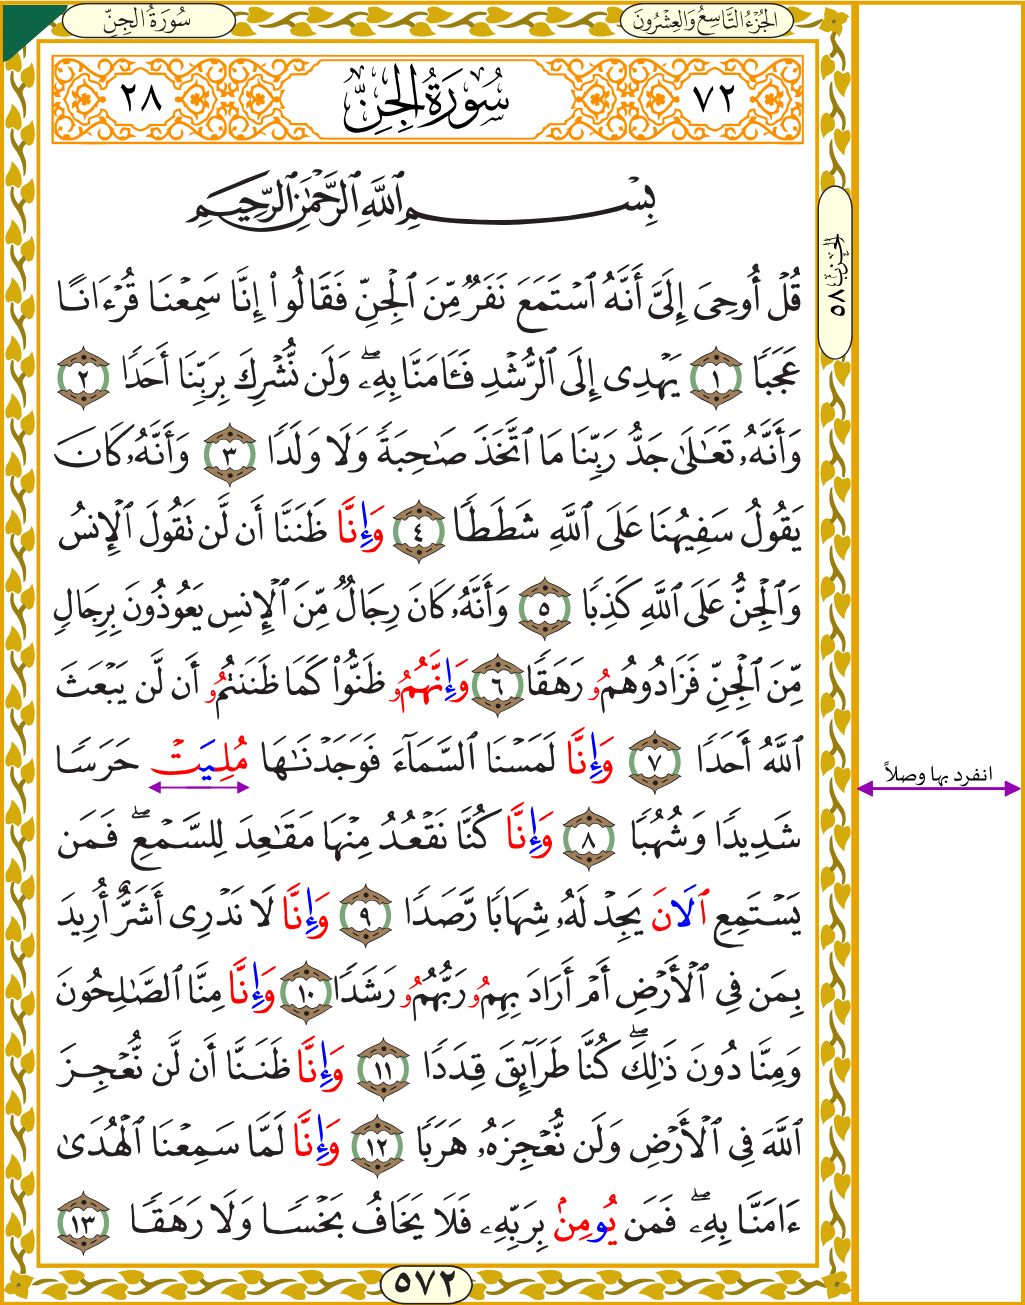 سُورَةُ الجِنِّ
الجُزْءُ التَّاسِعُ وَالعِشْرُونَ
٧٢ سُورَةُ الجِنِّ ٢٨
بِسْمِ ٱللَّهِ ٱلرَّحْمَٰنِ ٱلرَّحِيمِ
قُلْ أُوحِىَ إِلَىَّ أَنَّهُ ٱسْتَمَعَ نَفَرٌ مِّنَ ٱلْجِنِّ فَقَالُوا۟ إِنَّا سَمِعْنَا قُرْءَانًا
عَجَبًا ١ يَهْدِى إِلَى ٱلرُّشْدِ فَـَٔامَنَّا بِهِۦ ۖ وَلَن نُّشْرِكَ بِرَبِّنَا أَحَدًا ٢
وَأَنَّهُۥ تَعَٰلَىٰ جَدُّ رَبِّنَا مَا ٱتَّخَذَ صَٰحِبَةً وَلَا وَلَدًا ٣ وَأَنَّهُۥ كَانَ
يَقُولُ سَفِيهُنَا عَلَى ٱللَّهِ شَطَطًا ٤ وَإِنَّا ظَنَنَّا أَن لَّن تَقُولَ ٱلْإِنسُ
وَٱلْجِنُّ عَلَى ٱللَّهِ كَذِبًا ٥ وَأَنَّهُۥ كَانَ رِجَالٌ مِّنَ ٱلْإِنسِ يَعُوذُونَ بِرِجَالٍ
مِّنَ ٱلْجِنِّ فَزَادُوهُمُۥ رَهَقًا ٦ وَإِنَّهُمُۥ ظَنُّوا۟ كَمَا ظَنَنتُمُۥ أَن لَّن يَبْعَثَ
ٱللَّهُ أَحَدًا ٧ وَإِنَّا لَمَسْنَا ٱلسَّمَآءَ فَوَجَدْنَٰهَا مُلِيَتْ حَرَسًا
انفرد بها وصلاً
شَدِيدًا وَشُهُبًا ٨ وَإِنَّا كُنَّا نَقْعُدُ مِنْهَا مَقَٰعِدَ لِلسَّمْعِ ۖ فَمَن
يَسْتَمِعِ ٱلَانَ يَجِدْ لَهُۥ شِهَابًا رَّصَدًا ٩ وَإِنَّا لَا نَدْرِى أَشَرٌّ أُرِيدَ
بِمَن فِى ٱلْأَرْضِ أَمْ أَرَادَ بِهِمُۥ رَبُّهُمُۥ رَشَدًا ١٠ وَإِنَّا مِنَّا ٱلصَّٰلِحُونَ
وَمِنَّا دُونَ ذَٰلِكَ ۖ كُنَّا طَرَآئِقَ قِدَدًا ١١ وَإِنَّا ظَنَنَّا أَن لَّن نُّعْجِزَ
ٱللَّهَ فِى ٱلْأَرْضِ وَلَن نُّعْجِزَهُۥ هَرَبًا ١٢ وَإِنَّا لَمَّا سَمِعْنَا ٱلْهُدَىٰ
ءَامَنَّا بِهِۦ ۖ فَمَن يُومِنۢ بِرَبِّهِۦ فَلَا يَخَافُ بَخْسًا وَلَا رَهَقًا ١٣
الحزب ٥٨
٥٧٢